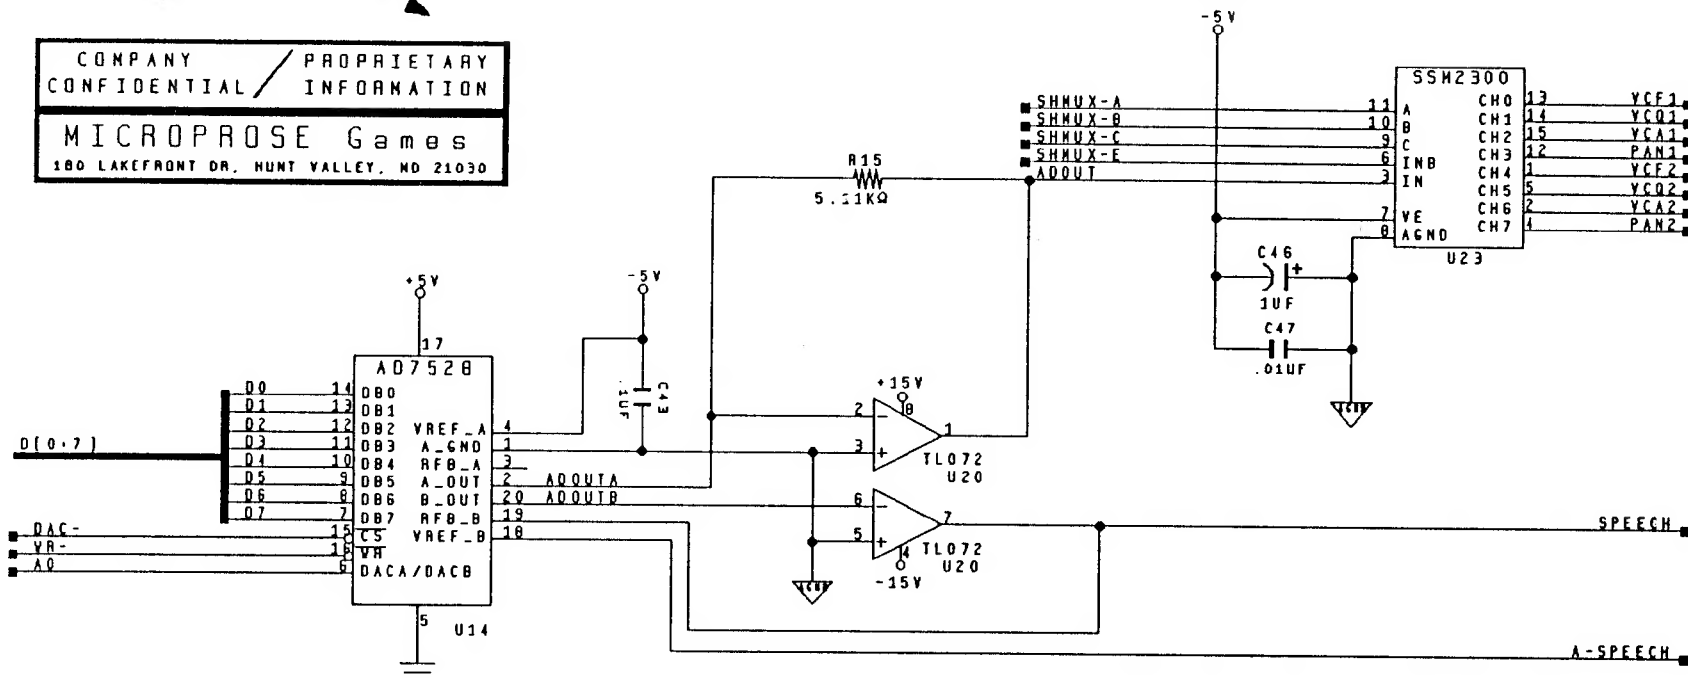 COMPANY CONFIDENTIAL / PROPRIETARY INFORMATION
MICROPROSE Games
180 LAKEFRONT DR, HUNT VALLEY, MD 21030
-5V
SSM2300
SHMUX-A 11 A CH0 13 VCF1
SHMUX-B 10 B CH1 14 VCQ1
SHMUX-C 9 C CH2 15 VCA1
SHMUX-E 6 INB CH3 12 PAN1
ADOUT 3 IN CH4 1 VCF2
CH5 5 VCQ2
7 VE CH6 2 VCA2
8 AGND CH7 4 PAN2
U23
R15
C46
+
1UF
C47
.01UF
AGND
+5V
-5V
17
AD7528
C43
.1UF
D[0:7]
D0 14 DB0
D1 13 DB1
D2 12 DB2 VREF_A 4
D3 11 DB3 A_GND 1
D4 10 DB4 RFB_A 3
D5 9 DB5 A_OUT 2 ADOUTA
D6 8 DB6 B_OUT 20 ADOUTB
D7 7 DB7 RFB_B 19
DAC- 15 CS VREF_B 18
WR- 16 WR
A0 6 DACA/DACB
5
U14
+15V
8
2 -
1
3 +
TL072
U20
6 -
7
5 +
4
TL072
U20
-15V
AGND
SPEECH
A-SPEECH